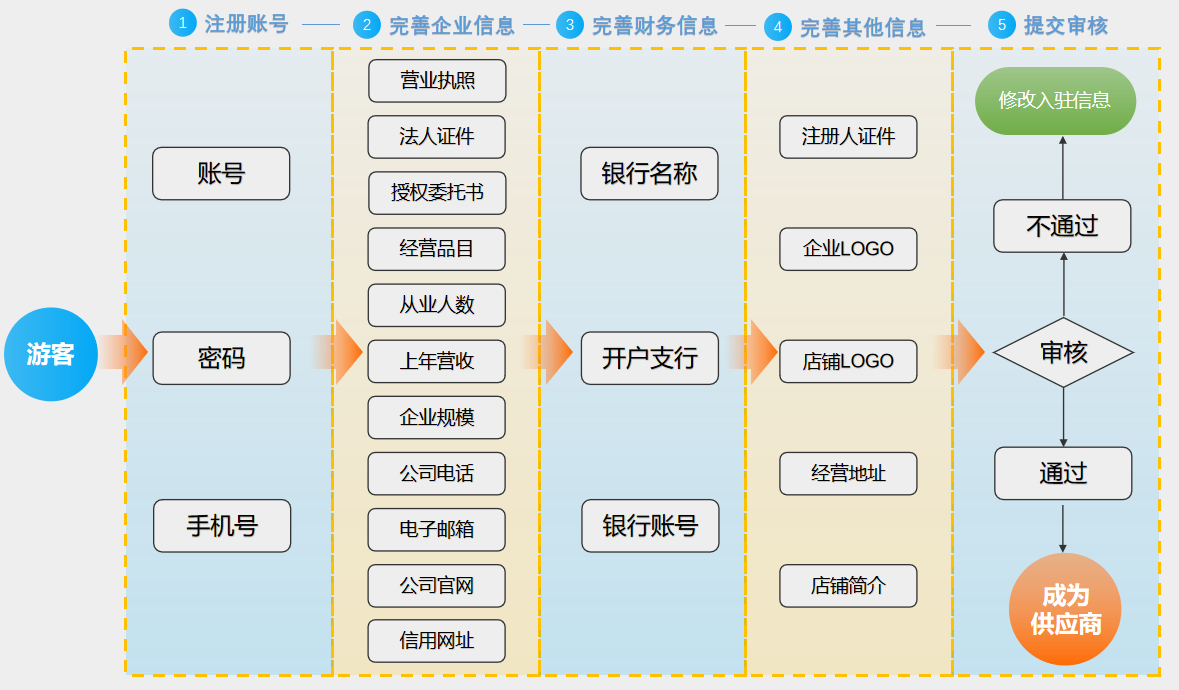 1 注册账号
2 完善企业信息
3 完善财务信息
4 完善其他信息
5 提交审核
游客
账号
密码
手机号
营业执照
法人证件
授权委托书
经营品目
从业人数
上年营收
企业规模
公司电话
电子邮箱
公司官网
信用网址
银行名称
开户支行
银行账号
注册人证件
企业LOGO
店铺LOGO
经营地址
店铺简介
修改入驻信息
不通过
审核
通过
成为
供应商